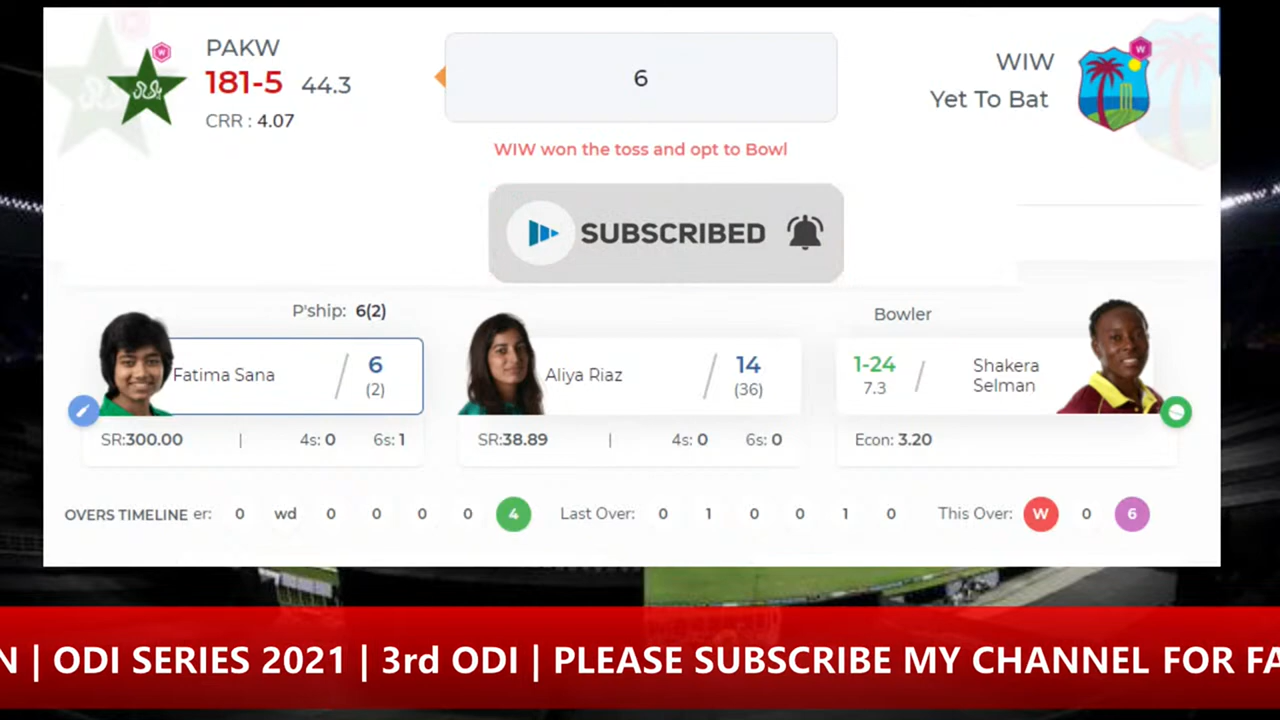 PAKW
181-5 44.3
CRR : 4.07
6
WIW won the toss and opt to Bowl
WIW
Yet To Bat
W
W
SUBSCRIBED
P'ship: 6(2)
Bowler
Fatima Sana / 6
(2)
SR:300.00 | 4s: 0 6s: 1
Aliya Riaz / 14
(36)
SR:38.89 | 4s: 0 6s: 0
1-24
7.3 / Shakera
Selman
Econ: 3.20
OVERS TIMELINE er: 0 wd 0 0 0 0 4 Last Over: 0 1 0 0 1 0 This Over: W 0 6
N | ODI SERIES 2021 | 3rd ODI | PLEASE SUBSCRIBE MY CHANNEL FOR FA